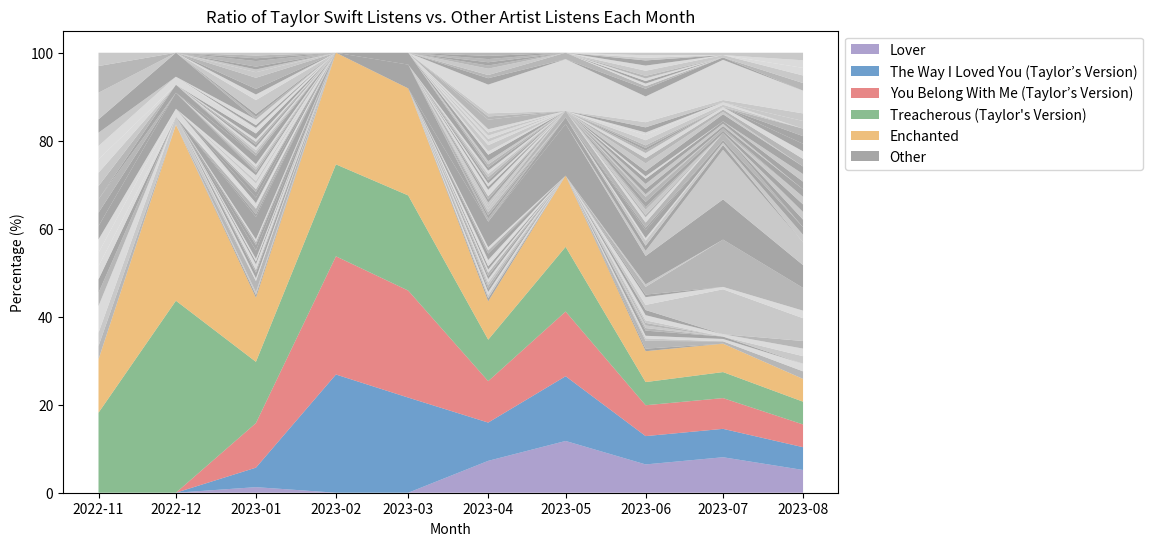 Ratio of Taylor Swift Listens vs. Other Artist Listens Each Month
100
80
60
40
20
0
Percentage (%)
2022-11 2022-12 2023-01 2023-02 2023-03 2023-04 2023-05 2023-06 2023-07 2023-08
Month
Lover
The Way I Loved You (Taylor’s Version)
You Belong With Me (Taylor’s Version)
Treacherous (Taylor's Version)
Enchanted
Other